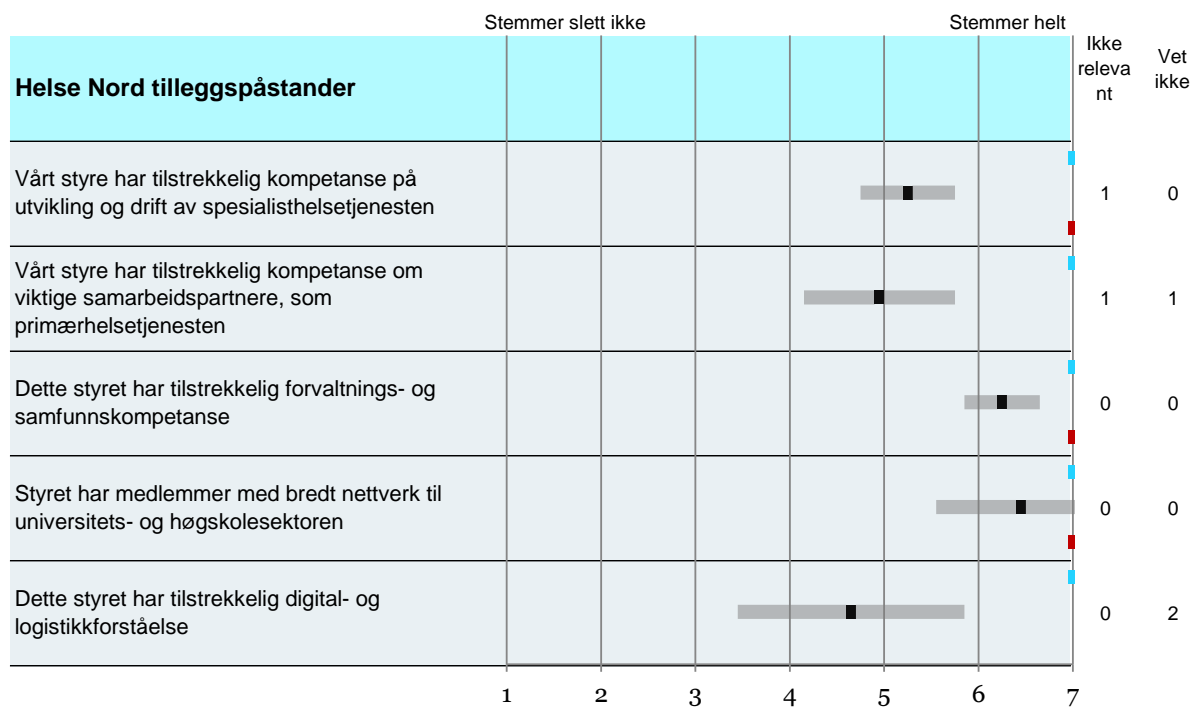 Stemmer slett ikke
Stemmer helt
Ikke
releva
nt
Vet
ikke
Helse Nord tilleggspåstander
Vårt styre har tilstrekkelig kompetanse på
utvikling og drift av spesialisthelsetjenesten
1
0
Vårt styre har tilstrekkelig kompetanse om
viktige samarbeidspartnere, som
primærhelsetjenesten
1
1
Dette styret har tilstrekkelig forvaltnings- og
samfunnskompetanse
0
0
Styret har medlemmer med bredt nettverk til
universitets- og høgskolesektoren
0
0
Dette styret har tilstrekkelig digital- og
logistikkforståelse
0
2
1 2 3 4 5 6 7